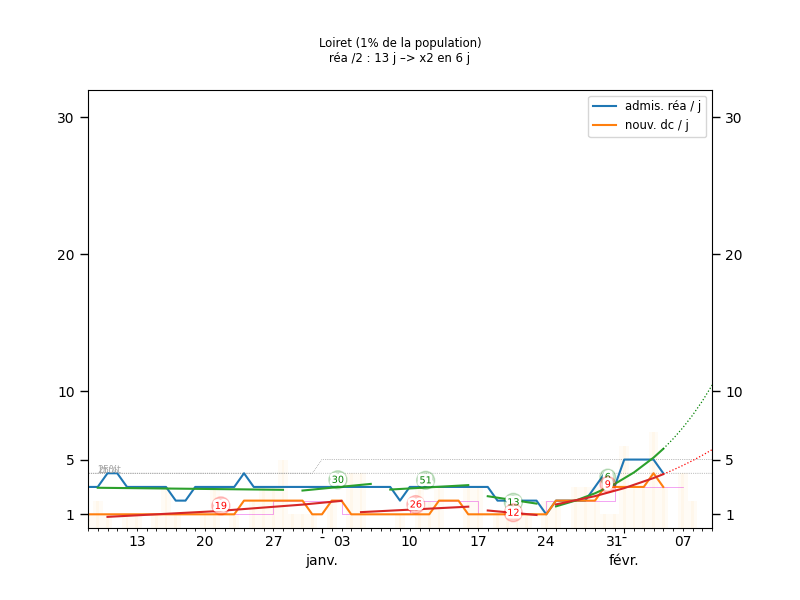 Loiret (1% de la population)
réa /2 : 13 j –> x2 en 6 j
admis. réa / j
nouv. dc / j
30 30
20 20
10 10
5 5
1 1
30 51 13 6
19 26 12 9
13 20 27 03 10 17 24 31 07
janv. févr.